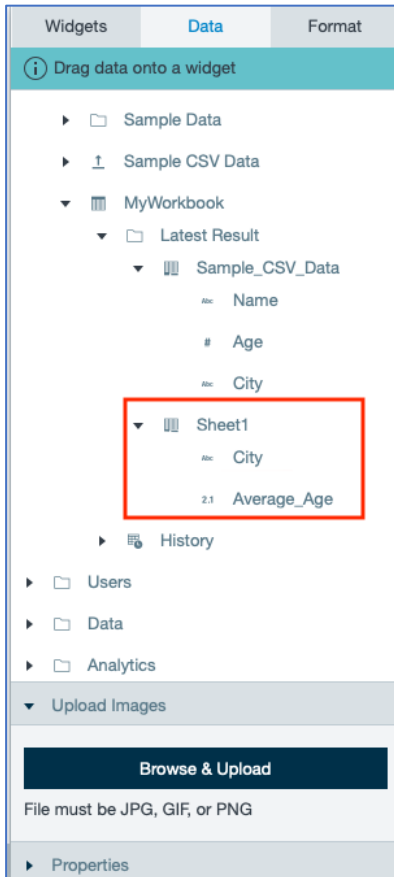 Widgets Data Format
i Drag data onto a widget
Sample Data
Sample CSV Data
MyWorkbook
Latest Result
Sample_CSV_Data
Abc Name
# Age
Abc City
Sheet1
Abc City
2.1 Average_Age
History
Users
Data
Analytics
Upload Images
Browse & Upload
File must be JPG, GIF, or PNG
Properties